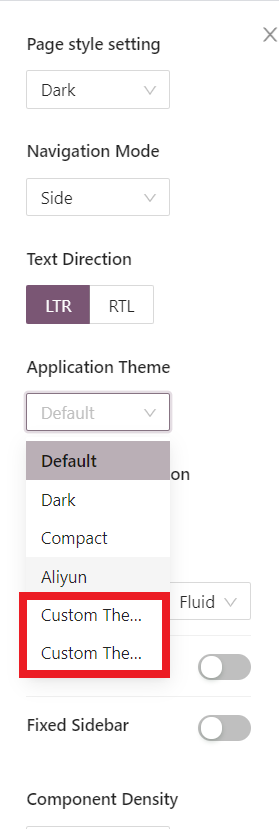 Page style setting
Dark
Navigation Mode
Side
Text Direction
LTR RTL
Application Theme
Default
Default
on
Dark
Compact
Aliyun
Fluid
Custom The...
Custom The...
Fixed Sidebar
Component Density